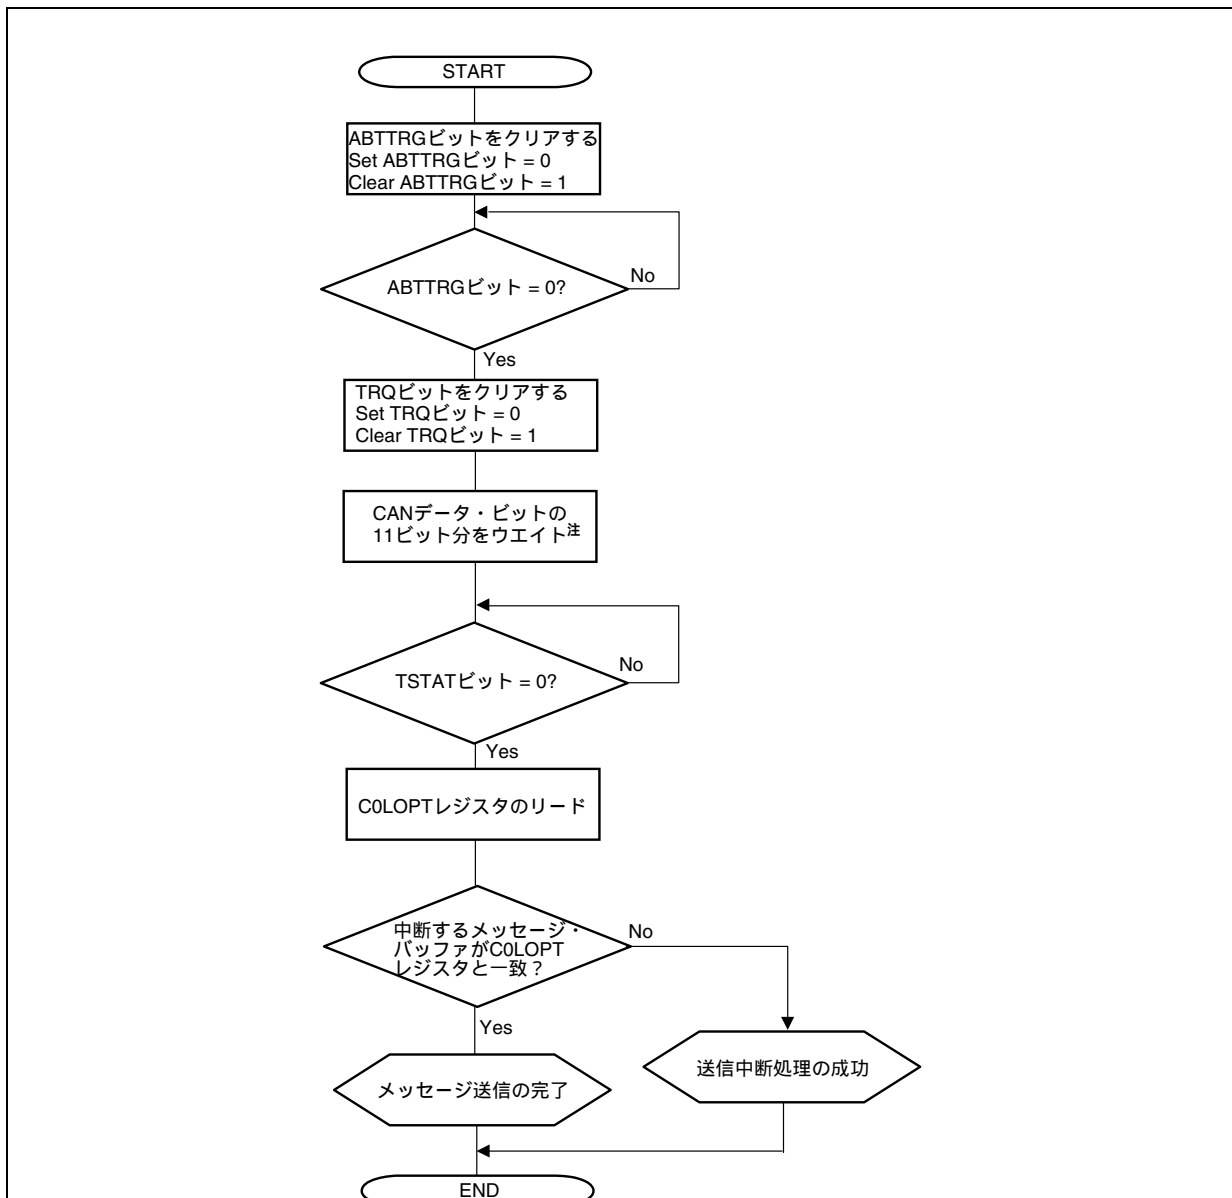 START
ABTTRGビットをクリアする
Set ABTTRGビット = 0
Clear ABTTRGビット = 1
ABTTRGビット = 0?
No
Yes
TRQビットをクリアする
Set TRQビット = 0
Clear TRQビット = 1
CANデータ・ビットの
11ビット分をウエイト注
TSTATビット = 0?
No
Yes
C0LOPTレジスタのリード
中断するメッセージ・
バッファがC0LOPT
レジスタと一致？
No
Yes
送信中断処理の成功
メッセージ送信の完了
END